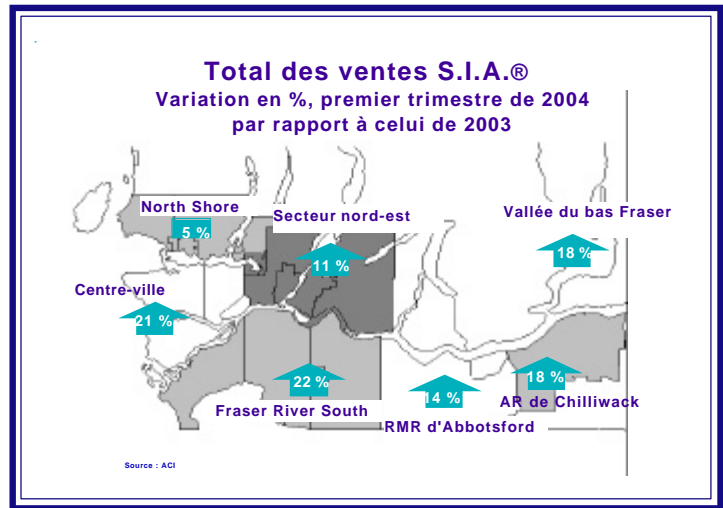 Total des ventes S.I.A.®
Variation en %, premier trimestre de 2004
par rapport à celui de 2003
North Shore
5 %
Secteur nord-est
11 %
Vallée du bas Fraser
18 %
Centre-ville
21 %
22 %
Fraser River South
14 %
RMR d'Abbotsford
18 %
AR de Chilliwack
Source : ACI